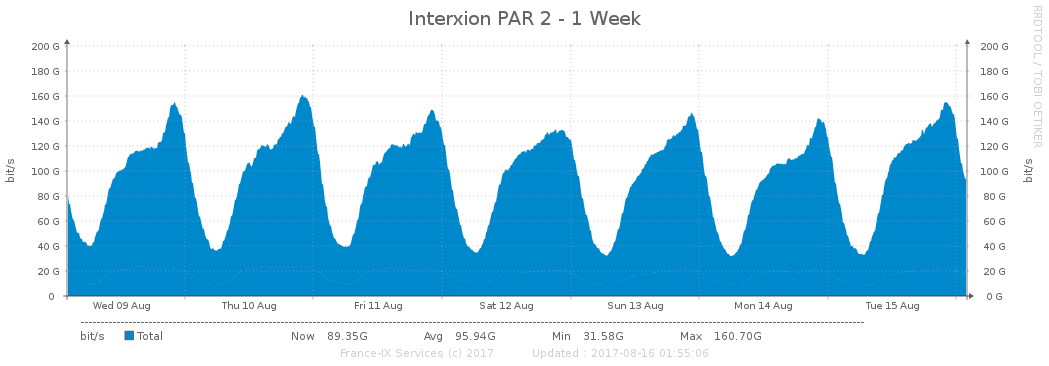 Interxion PAR 2 - 1 Week
RRDTOOL / TOBI OETIKER
200 G 200 G
180 G 180 G
160 G 160 G
140 G 140 G
120 G 120 G
100 G 100 G
80 G 80 G
60 G 60 G
40 G 40 G
20 G 20 G
0 0 G
bit/s
bit/s
Wed 09 Aug Thu 10 Aug Fri 11 Aug Sat 12 Aug Sun 13 Aug Mon 14 Aug Tue 15 Aug
bit/s Total Now 89.35G Avg 95.94G Min 31.58G Max 160.70G
France-IX Services (c) 2017 Updated : 2017-08-16 01:55:06